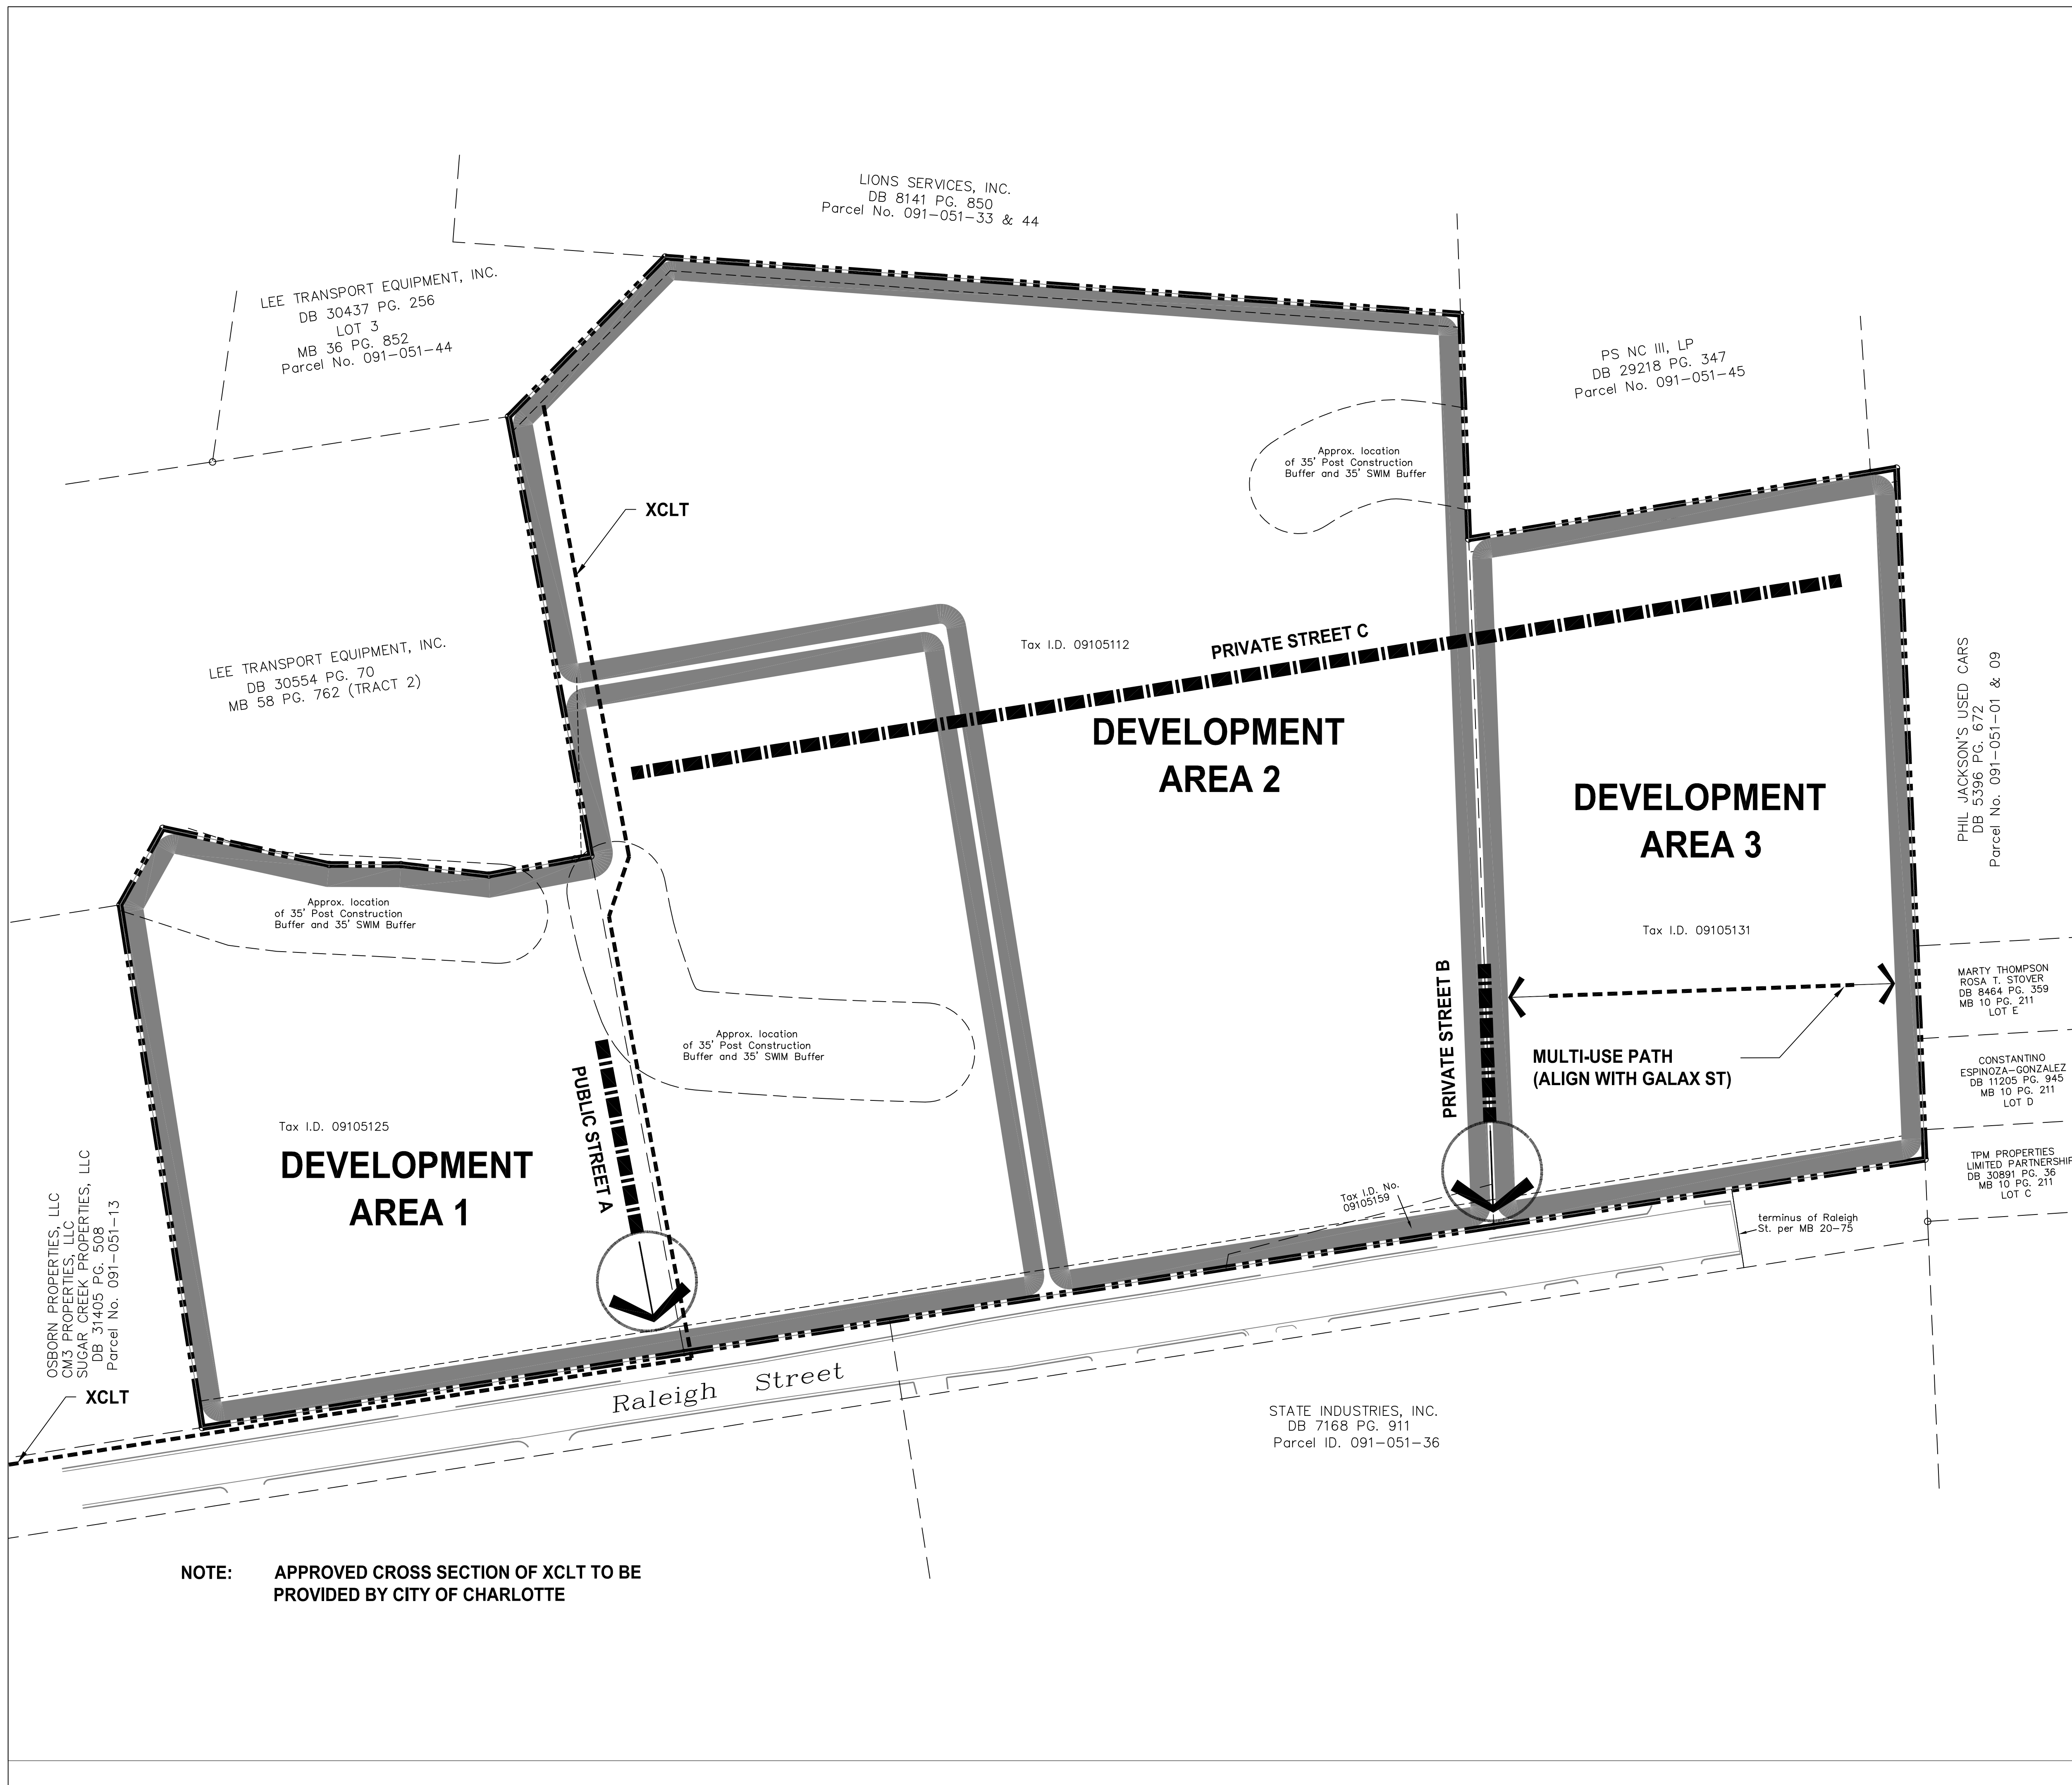 LIONS SERVICES, INC.
DB 8141 PG. 850
Parcel No. 091-051-33 & 44
LEE TRANSPORT EQUIPMENT, INC.
DB 30437 PG. 256
LOT 3
MB 36 PG. 852
Parcel No. 091-051-44
PS NC III, LP
DB 29218 PG. 347
Parcel No. 091-051-45
Approx. location
of 35' Post Construction
Buffer and 35' SWIM Buffer
XCLT
LEE TRANSPORT EQUIPMENT, INC.
DB 30554 PG. 70
MB 58 PG. 762 (TRACT 2)
Tax I.D. 09105112
PRIVATE STREET C
DEVELOPMENT
AREA 2
DEVELOPMENT
AREA 3
PHIL JACKSON'S USED CARS
DB 5396 PG. 672
Parcel No. 091-051-01 & 09
Approx. location
of 35' Post Construction
Buffer and 35' SWIM Buffer
Tax I.D. 09105131
MARTY THOMPSON
ROSA T. STOVER
DB 8464 PG. 359
MB 10 PG. 211
LOT E
Approx. location
of 35' Post Construction
Buffer and 35' SWIM Buffer
PRIVATE STREET B
MULTI-USE PATH
(ALIGN WITH GALAX ST)
CONSTANTINO
ESPINOZA-GONZALEZ
DB 11205 PG. 945
MB 10 PG. 211
LOT D
PUBLIC STREET A
Tax I.D. 09105125
DEVELOPMENT
AREA 1
TPM PROPERTIES
LIMITED PARTNERSHIP
DB 30891 PG. 36
MB 10 PG. 211
LOT C
Tax I.D. No.
09105159
terminus of Raleigh
St. per MB 20-75
OSBORN PROPERTIES, LLC
CM3 PROPERTIES, LLC
SUGAR CREEK PROPERTIES, LLC
DB 31405 PG. 508
Parcel No. 091-051-13
XCLT
Raleigh Street
STATE INDUSTRIES, INC.
DB 7168 PG. 911
Parcel ID. 091-051-36
NOTE: APPROVED CROSS SECTION OF XCLT TO BE
PROVIDED BY CITY OF CHARLOTTE